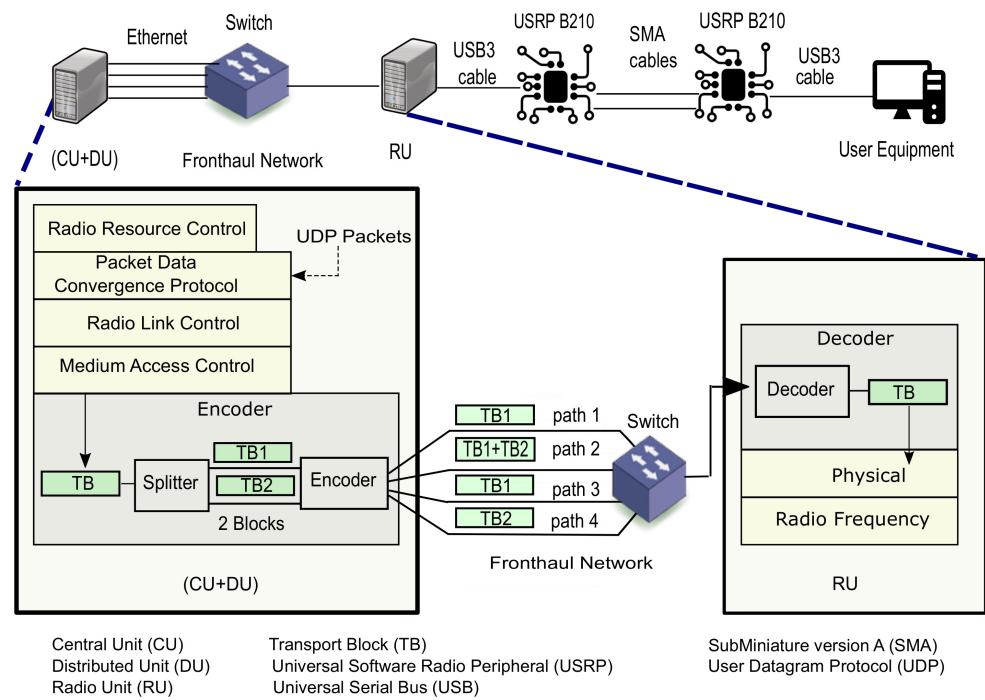 USRP B210
USRP B210
Switch
Ethernet
USB3
cable
SMA
cables
USB3
cable
(CU+DU)
Fronthaul Network
RU
User Equipment
Radio Resource Control
UDP Packets
Packet Data
Convergence Protocol
Radio Link Control
Medium Access Control
Encoder
TB
Splitter
TB1
TB2
2 Blocks
Encoder
(CU+DU)
TB1 path 1
TB1+TB2 path 2
TB1 path 3
TB2 path 4
Switch
Fronthaul Network
Decoder
Decoder
TB
Physical
Radio Frequency
RU
Central Unit (CU)
Distributed Unit (DU)
Radio Unit (RU)
Transport Block (TB)
Universal Software Radio Peripheral (USRP)
Universal Serial Bus (USB)
SubMiniature version A (SMA)
User Datagram Protocol (UDP)